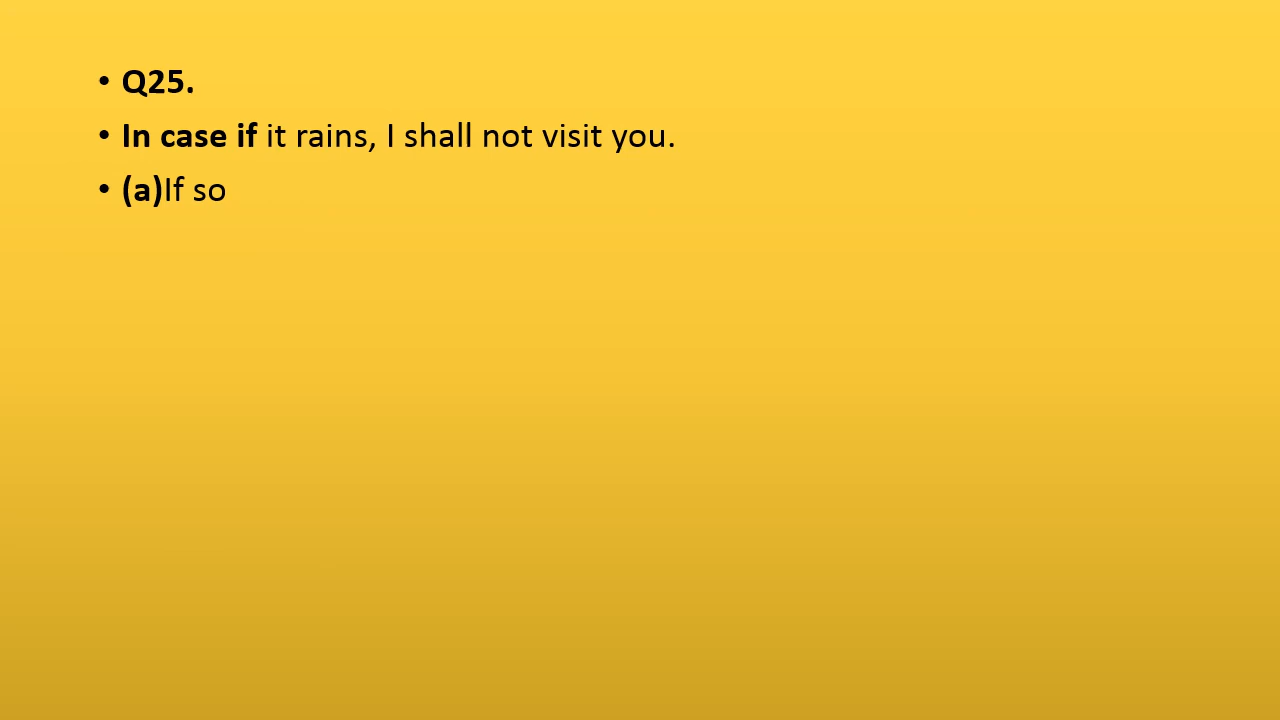 • Q25.
• In case if it rains, I shall not visit you.
• (a)If so